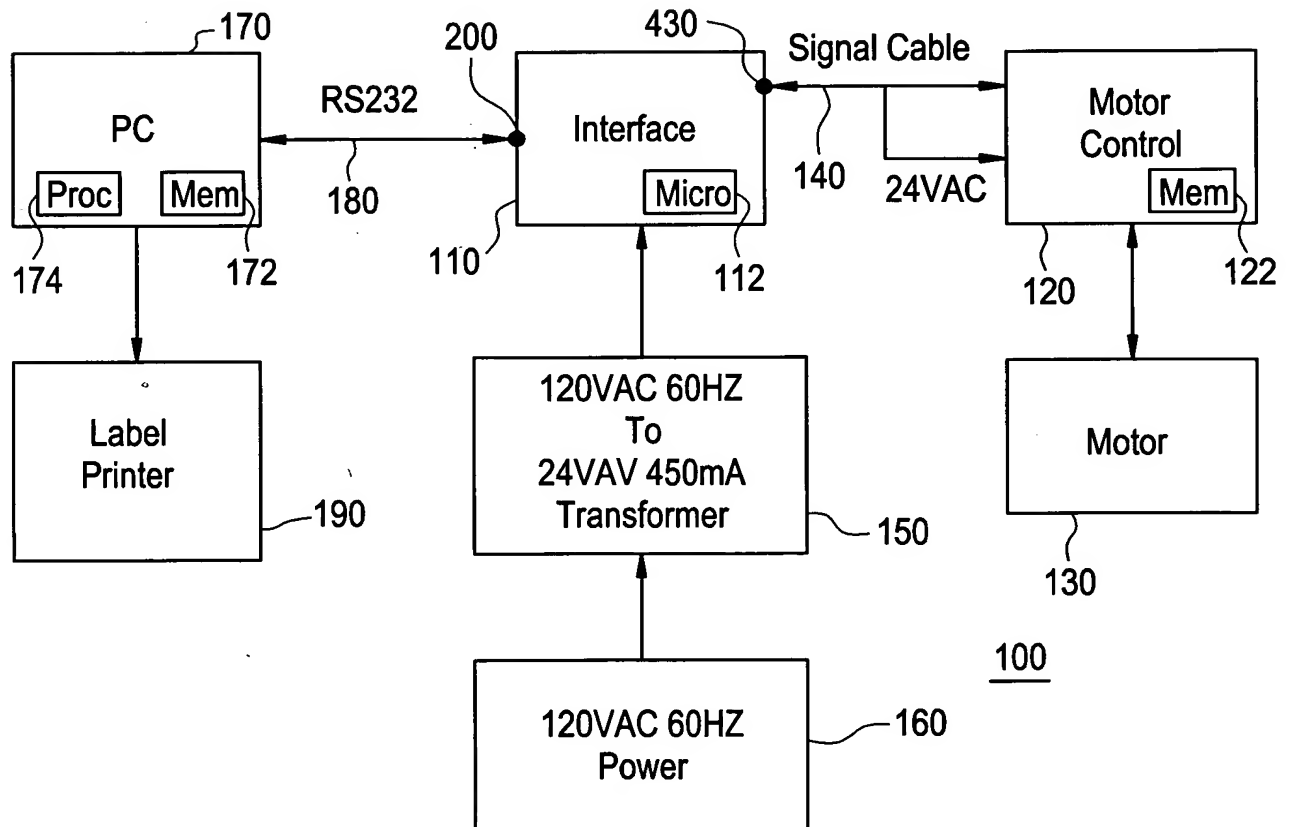 170
PC
Proc
Mem
174
172
RS232
180
200
Interface
Micro
110
112
430
Signal Cable
140
24VAC
Motor
Control
Mem
120
122
Label
Printer
190
120VAC 60HZ
To
24VAV 450mA
Transformer
150
Motor
130
120VAC 60HZ
Power
160
100